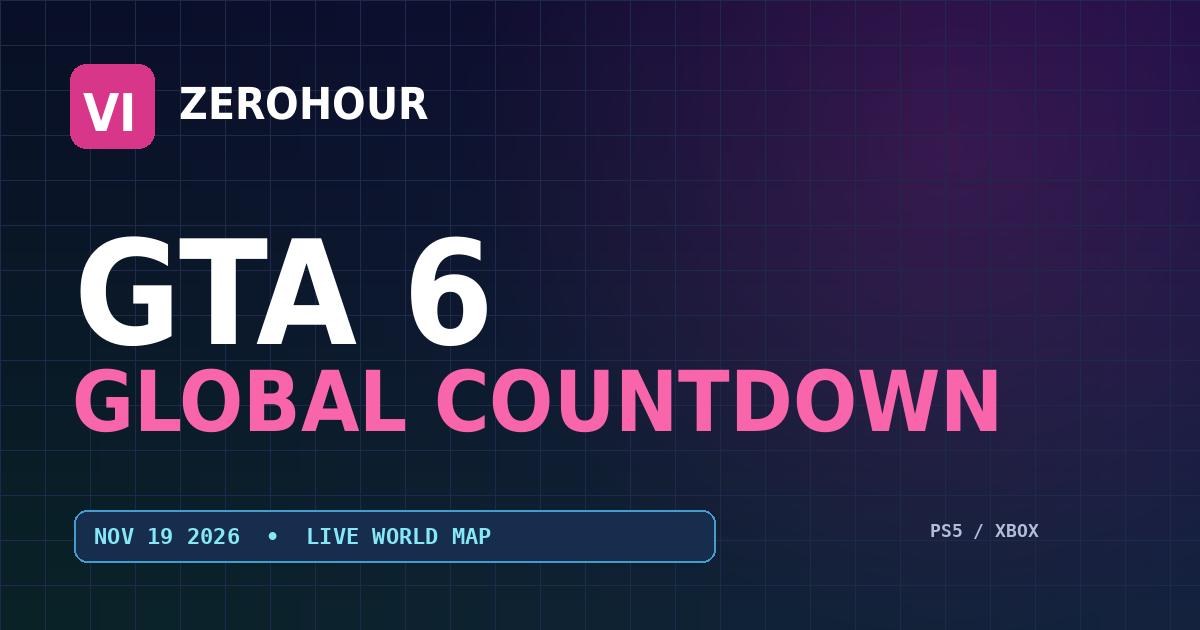 VI ZEROHOUR
GTA 6
GLOBAL COUNTDOWN
NOV 19 2026 • LIVE WORLD MAP
PS5 / XBOX